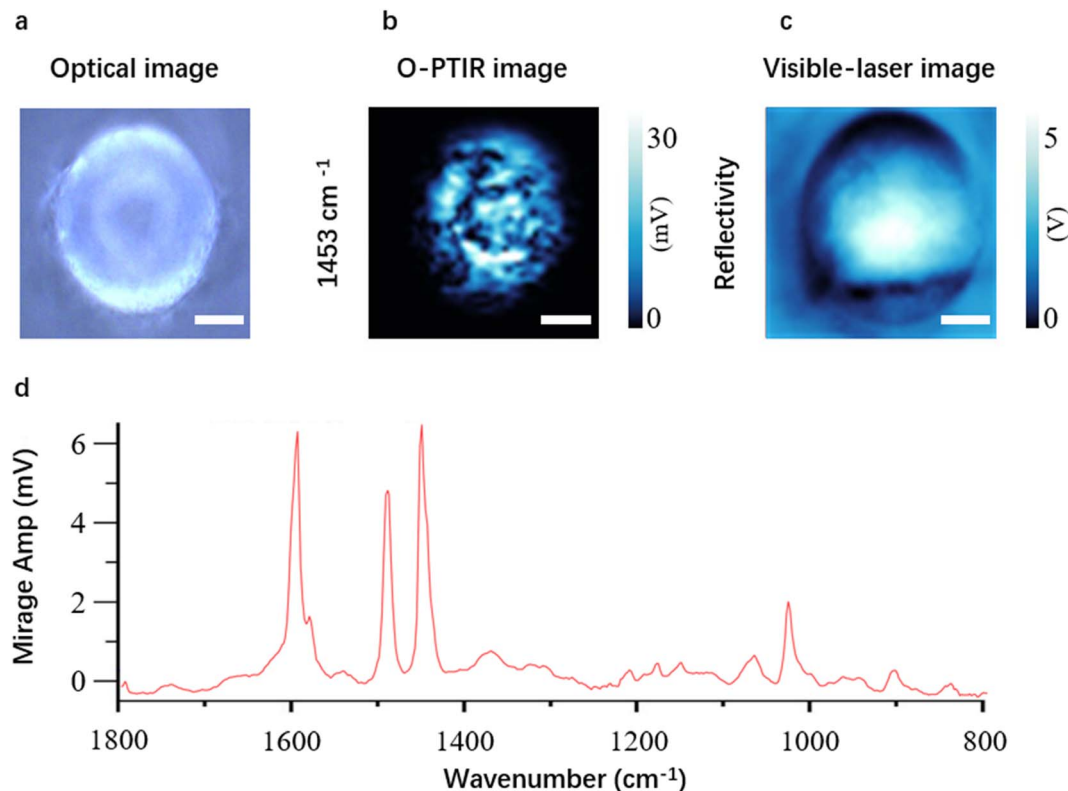 a
b
c
Optical image
O-PTIR image
Visible-laser image
1453 cm -1
30
(mV)
0
Reflectivity
5
(V)
0
d
Mirage Amp (mV)
6
4
2
0
1800
1600
1400
1200
1000
800
Wavenumber (cm-1)